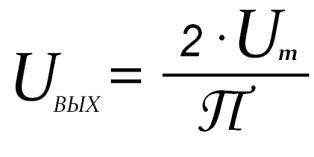 U_ВЫХ = 2 · U_m / П